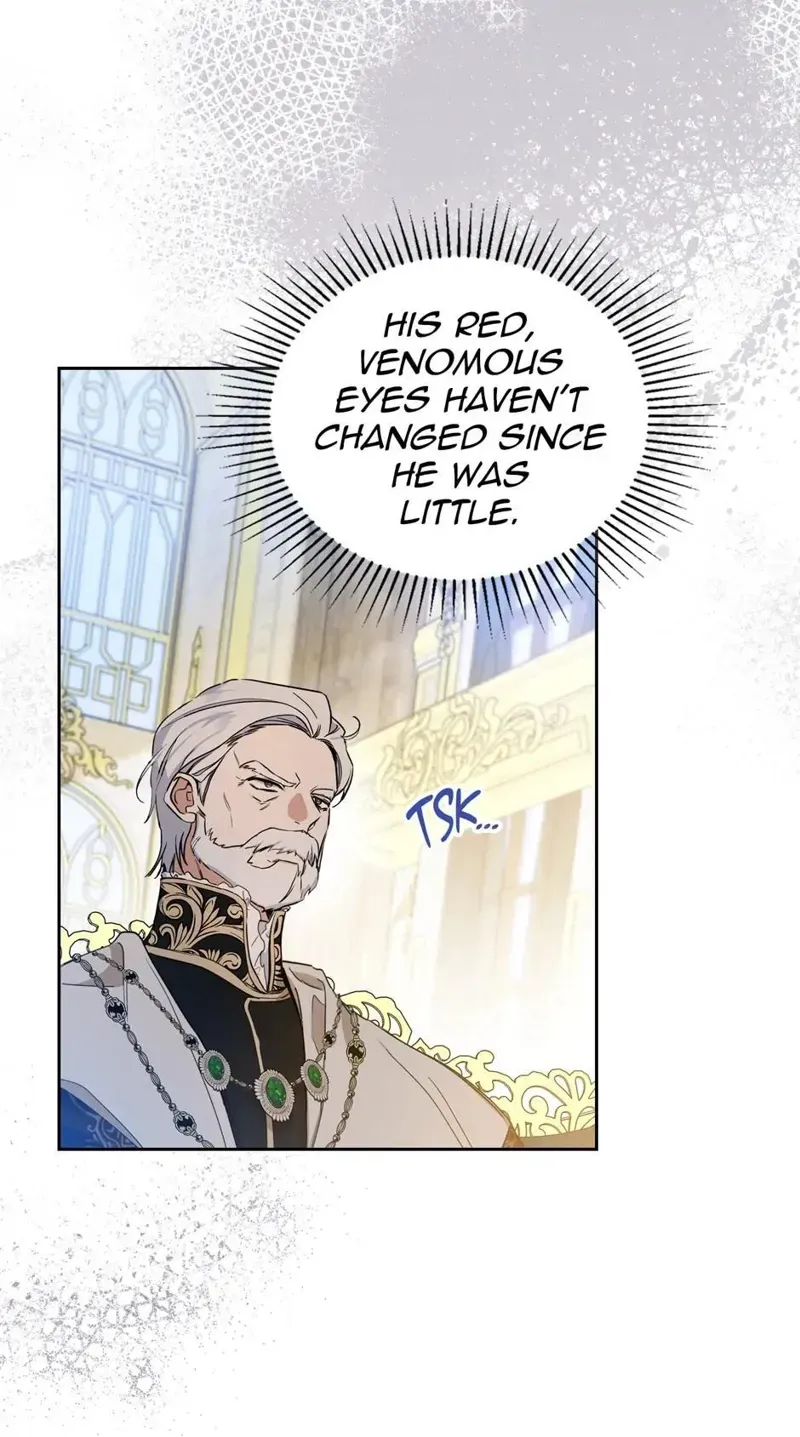 HIS RED,
VENOMOUS
EYES HAVEN'T
CHANGED SINCE
HE WAS
LITTLE.
TSK...